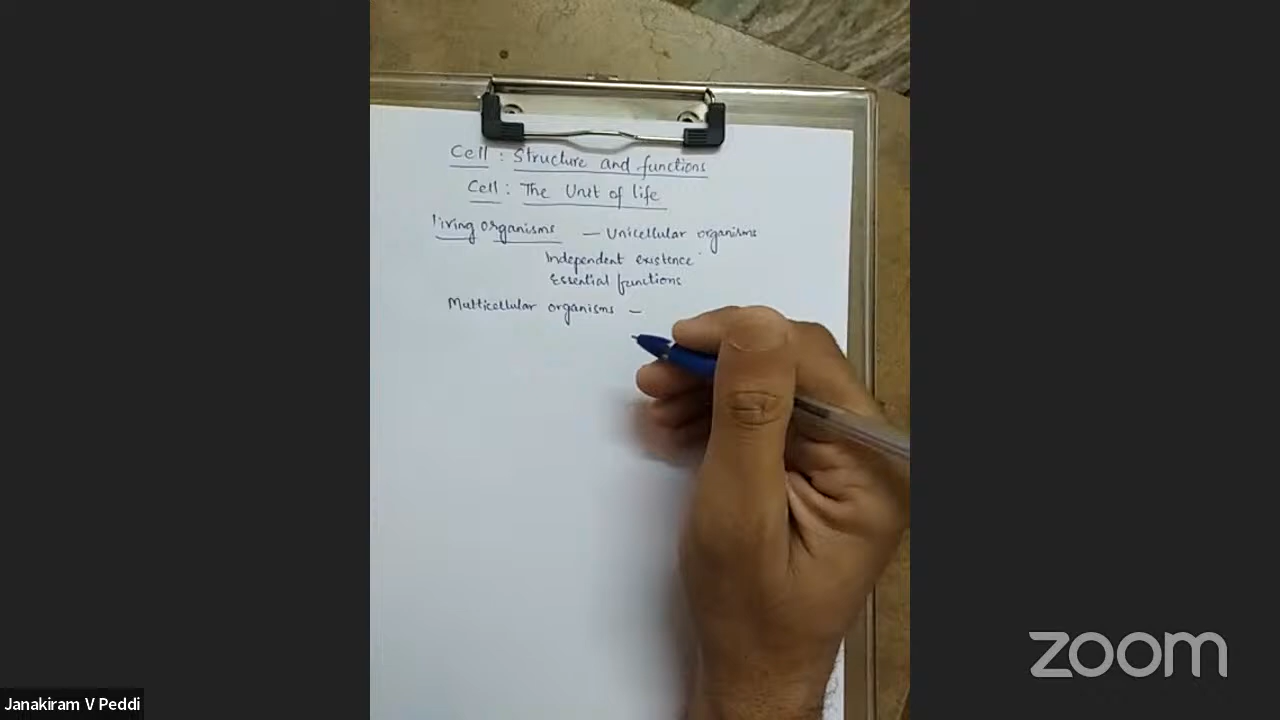 Cell : Structure and functions
Cell : The Unit of life
Living organisms — Unicellular organisms
Independent existence
Essential functions
Multicellular organisms —
zoom
Janakiram V Peddi